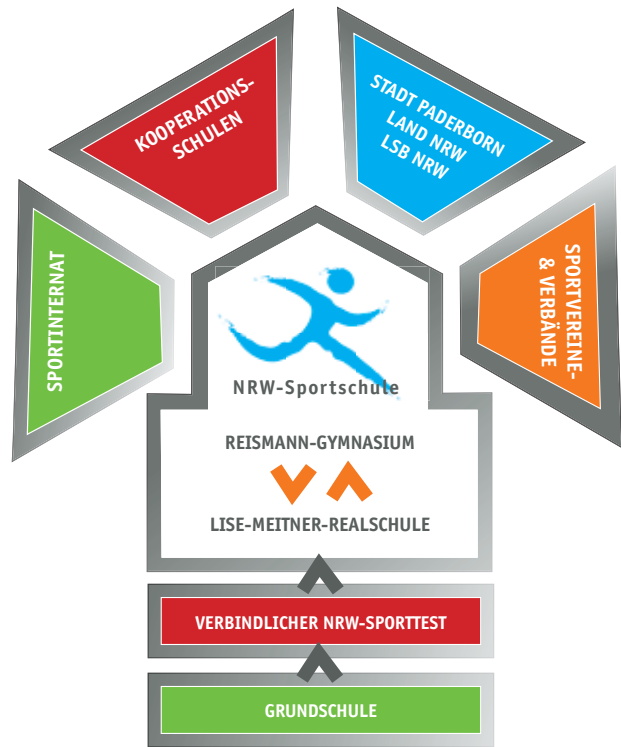 KOOPERATIONS-
SCHULEN
STADT PADERBORN
LAND NRW
LSB NRW
SPORTINTERNAT
SPORTVEREINE-
& VERBÄNDE
NRW-Sportschule
REISMANN-GYMNASIUM
LISE-MEITNER-REALSCHULE
VERBINDLICHER NRW-SPORTTEST
GRUNDSCHULE